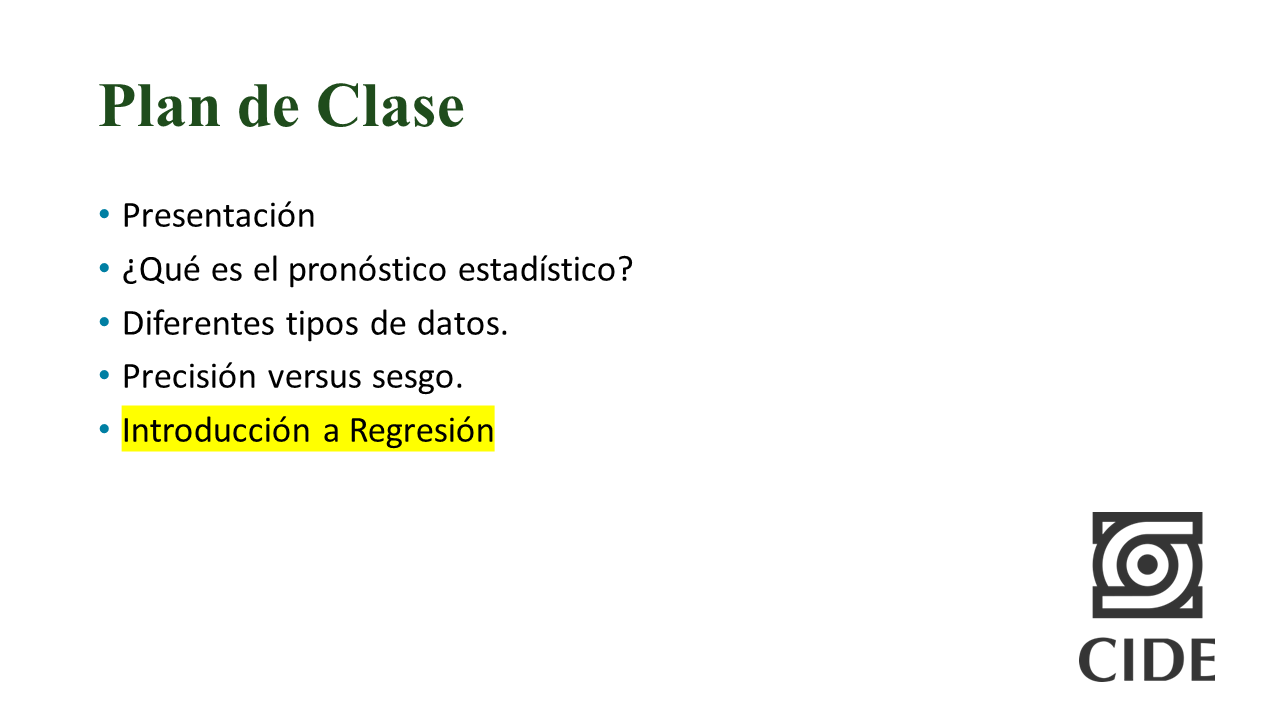 Plan de Clase
• Presentación
• ¿Qué es el pronóstico estadístico?
• Diferentes tipos de datos.
• Precisión versus sesgo.
• Introducción a Regresión
CIDE